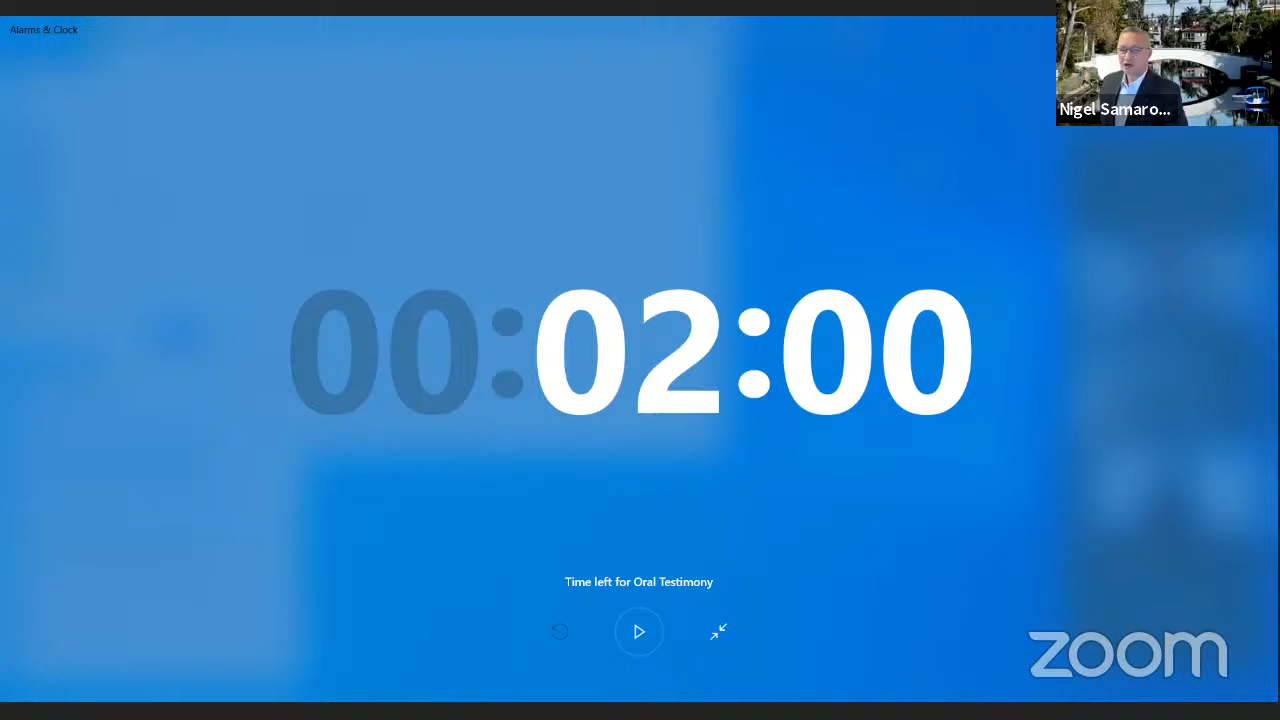 Alarms & Clock
Nigel Samaro...
00:02:00
Time left for Oral Testimony
zoom